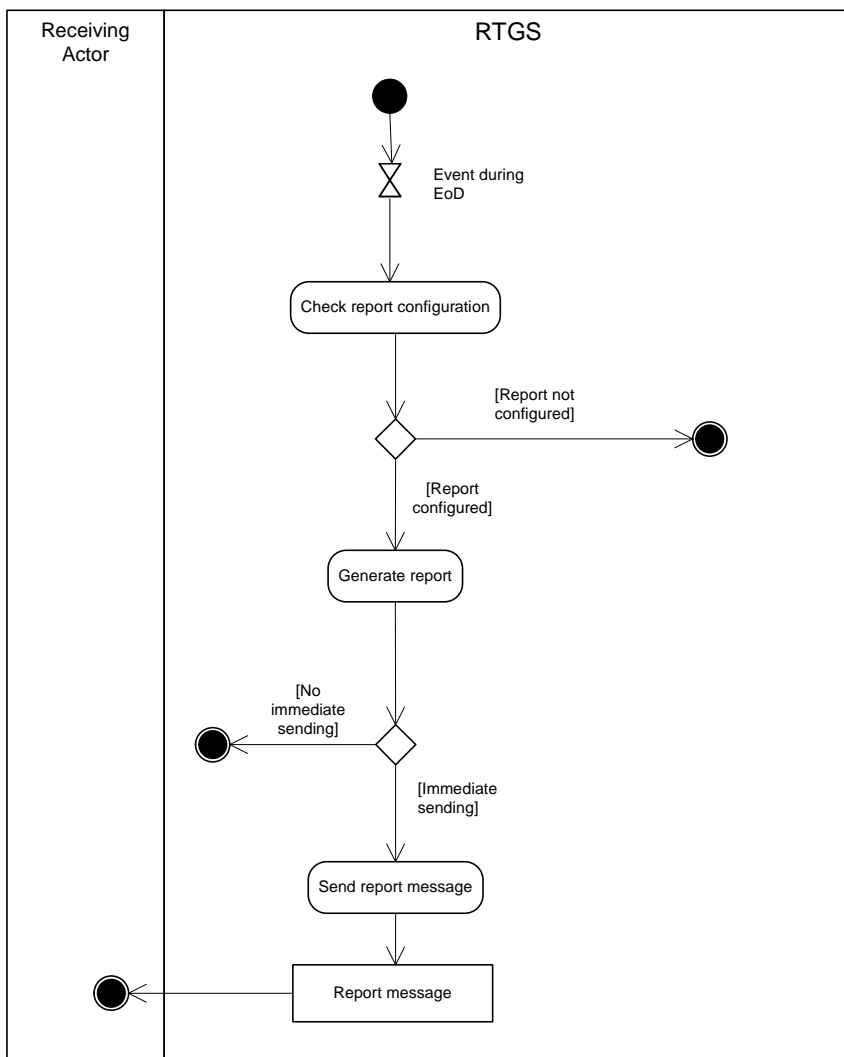 Receiving
Actor
RTGS
Event during
EoD
Check report configuration
[Report not
configured]
[Report
configured]
Generate report
[No
immediate
sending]
[Immediate
sending]
Send report message
Report message